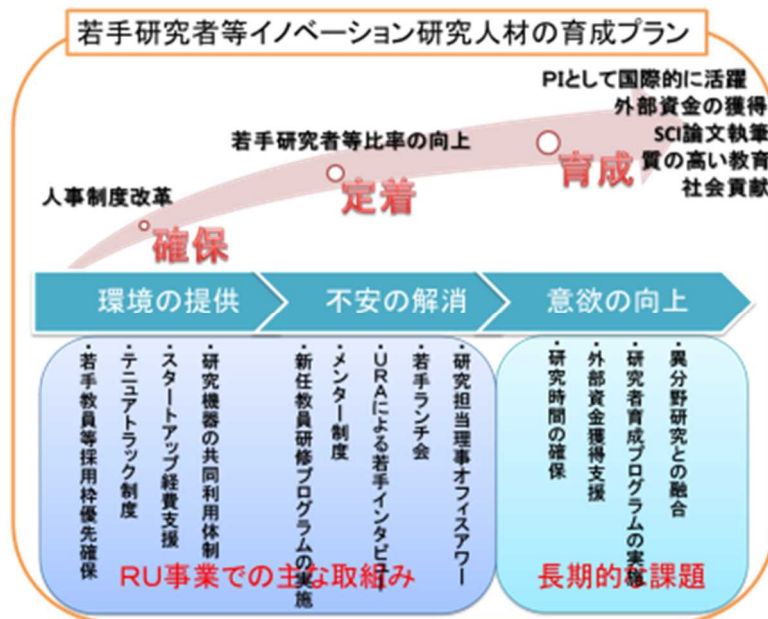 若手研究者等イノベーション研究人材の育成プラン
PIとして国際的に活躍
外部資金の獲得
SCI論文執筆
質の高い教育
社会貢献
若手研究者等比率の向上
人事制度改革
確保
定着
育成
環境の提供
不安の解消
意欲の向上
・若手教員等採用枠優先確保
・テニュアトラック制度
・スタートアップ経費支援
・研究機器の共同利用体制
・新任教員研修プログラムの実施
・メンター制度
・URAによる若手インタビュー
・若手ランチ会
・研究担当理事オフィスアワー
・研究時間の確保
・外部資金獲得支援
・研究者育成プログラムの実施
・異分野研究との融合
RU事業での主な取組み
長期的な課題